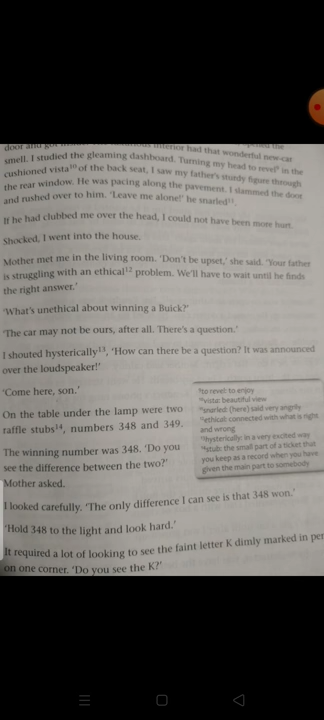 door and got
interior had that wonderful new-car
smell. I studied the gleaming dashboard. Turning my head to revel⁹ in the
cushioned vista¹⁰ of the back seat, I saw my father's sturdy figure through
the rear window. He was pacing along the pavement. I slammed the door
and rushed over to him. 'Leave me alone!' he snarled¹¹.
If he had clubbed me over the head, I could not have been more hurt.
Shocked, I went into the house.
Mother met me in the living room. 'Don't be upset,' she said. 'Your father
is struggling with an ethical¹² problem. We'll have to wait until he finds
the right answer.'
'What's unethical about winning a Buick?'
'The car may not be ours, after all. There's a question.'
I shouted hysterically¹³, 'How can there be a question? It was announced
over the loudspeaker!'
'Come here, son.'
On the table under the lamp were two
raffle stubs¹⁴, numbers 348 and 349.
The winning number was 348. 'Do you
see the difference between the two?'
Mother asked.
⁹to revel: to enjoy
¹⁰vista: beautiful view
¹¹snarled: (here) said very angrily
¹²ethical: connected with what is right
and wrong
¹³hysterically: in a very excited way
¹⁴stub: the small part of a ticket that
you keep as a record when you have
given the main part to somebody
I looked carefully. 'The only difference I can see is that 348 won.'
'Hold 348 to the light and look hard.'
It required a lot of looking to see the faint letter K dimly marked in per
on one corner. 'Do you see the K?'